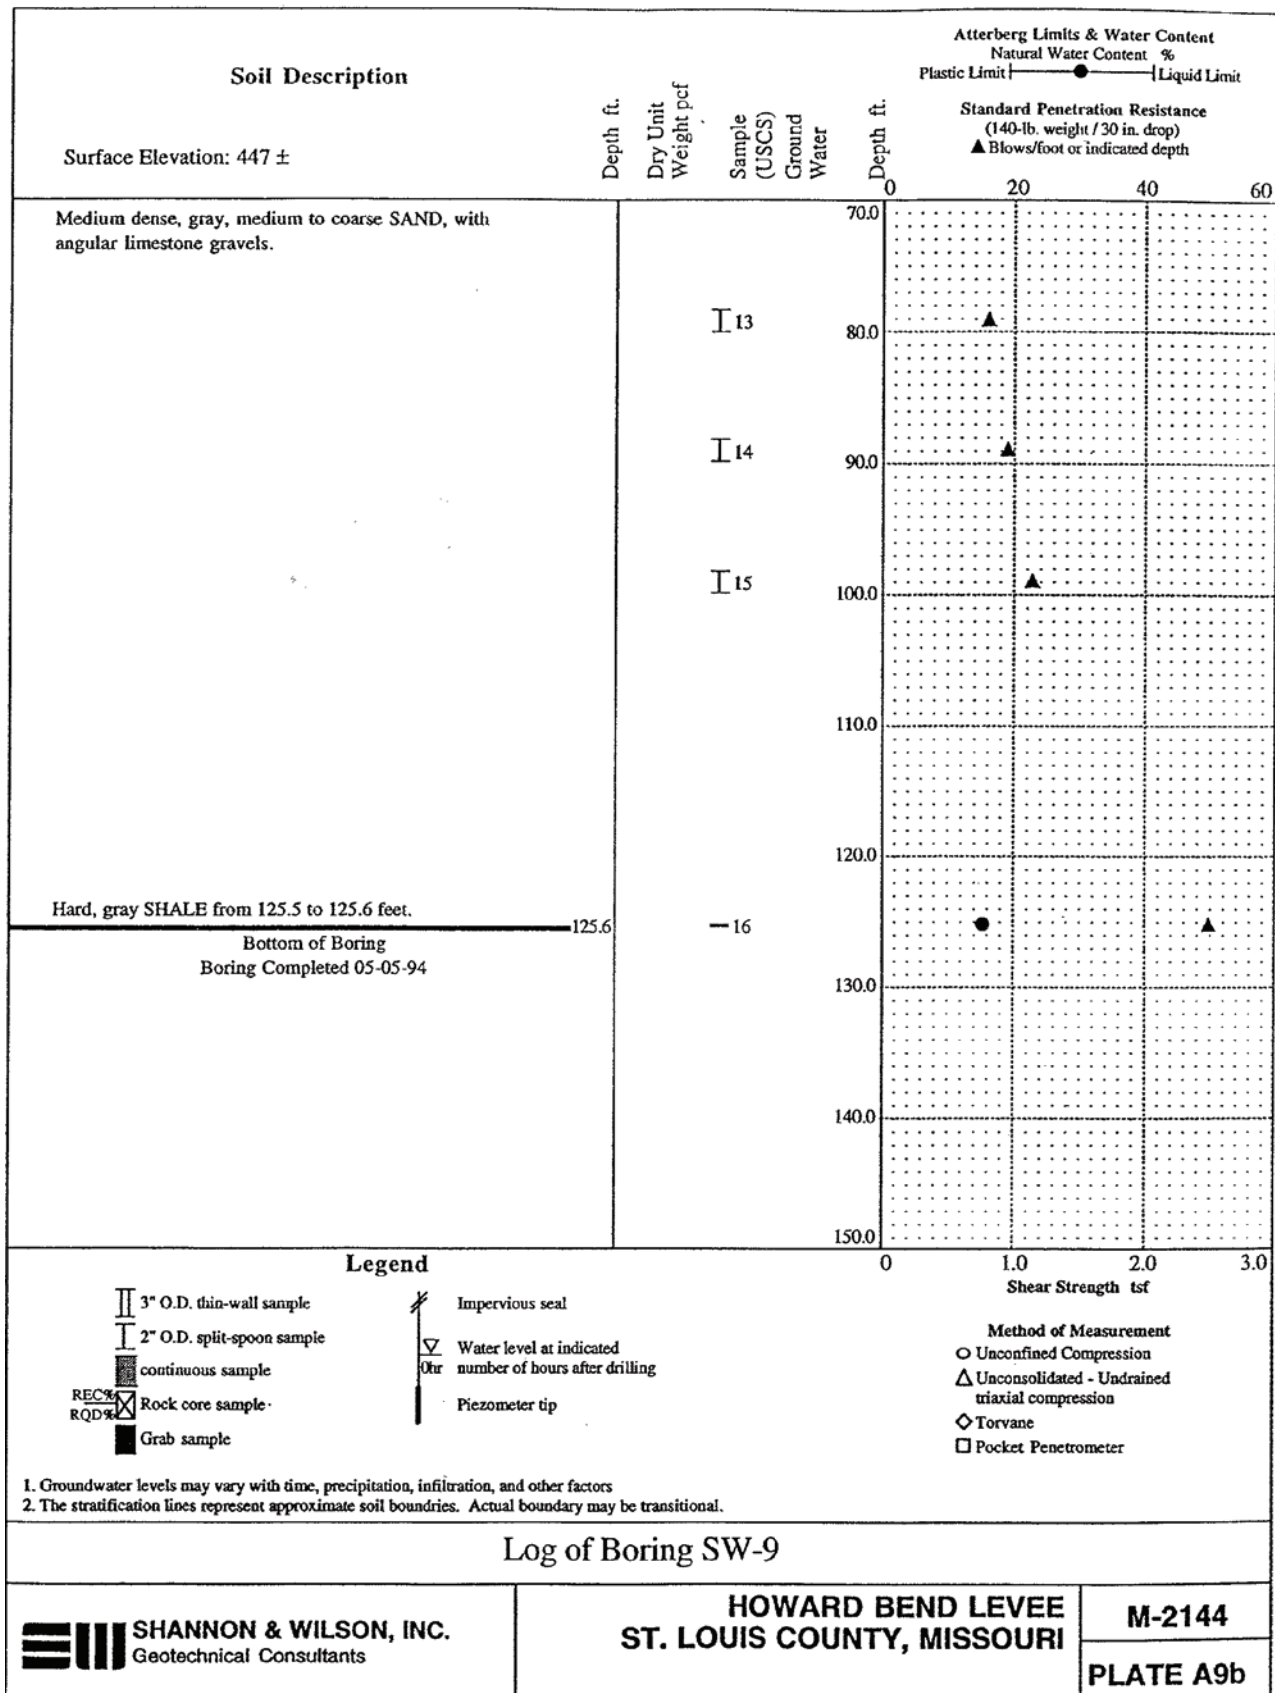 Soil Description
Surface Elevation: 447 ±
Depth ft.
Dry Unit
Weight pcf
Sample
(USCS)
Ground
Water
Depth ft.
Atterberg Limits & Water Content
Natural Water Content %
Plastic Limit Liquid Limit
Standard Penetration Resistance
(140-lb. weight / 30 in. drop)
▲ Blows/foot or indicated depth
0 20 40 60
Medium dense, gray, medium to coarse SAND, with
angular limestone gravels.
70.0
13
80.0
14
90.0
15
100.0
110.0
120.0
Hard, gray SHALE from 125.5 to 125.6 feet.
125.6
16
Bottom of Boring
Boring Completed 05-05-94
130.0
140.0
150.0
0 1.0 2.0 3.0
Shear Strength tsf
Legend
3" O.D. thin-wall sample
2" O.D. split-spoon sample
continuous sample
REC%
RQD%
Rock core sample
Grab sample
Impervious seal
Water level at indicated
0hr number of hours after drilling
Piezometer tip
Method of Measurement
Unconfined Compression
Unconsolidated - Undrained
triaxial compression
Torvane
Pocket Penetrometer
1. Groundwater levels may vary with time, precipitation, infiltration, and other factors
2. The stratification lines represent approximate soil boundries. Actual boundary may be transitional.
Log of Boring SW-9
SHANNON & WILSON, INC.
Geotechnical Consultants
HOWARD BEND LEVEE
ST. LOUIS COUNTY, MISSOURI
M-2144
PLATE A9b